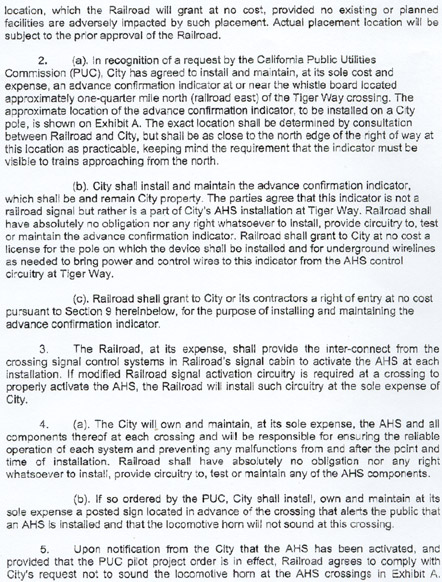 location, which the Railroad will grant at no cost, provided no existing or planned
facilities are adversely impacted by such placement. Actual placement location will be
subject to the prior approval of the Railroad.
2. (a). In recognition of a request by the California Public Utilities
Commission (PUC), City has agreed to install and maintain, at its sole cost and
expense, an advance confirmation indicator at or near the whistle board located
approximately one-quarter mile north (railroad east) of the Tiger Way crossing. The
approximate location of the advance confirmation indicator, to be installed on a City
pole, is shown on Exhibit A. The exact location shall be determined by consultation
between Railroad and City, but shall be as close to the north edge of the right of way at
this location as practicable, keeping mind the requirement that the indicator must be
visible to trains approaching from the north.
(b). City shall install and maintain the advance confirmation indicator,
which shall be and remain City property. The parties agree that this indicator is not a
railroad signal but rather is a part of City's AHS installation at Tiger Way. Railroad shall
have absolutely no obligation nor any right whatsoever to install, provide circuitry to, test
or maintain the advance confirmation indicator. Railroad shall grant to City at no cost a
license for the pole on which the device shall be installed and for underground wirelines
as needed to bring power and control wires to this indicator from the AHS control
circuitry at Tiger Way.
(c). Railroad shall grant to City or its contractors a right of entry at no cost
pursuant to Section 9 hereinbelow, for the purpose of installing and maintaining the
advance confirmation indicator.
3. The Railroad, at its expense, shall provide the inter-connect from the
crossing signal control systems in Railroad's signal cabin to activate the AHS at each
installation. If modified Railroad signal activation circuitry is required at a crossing to
properly activate the AHS, the Railroad will install such circuitry at the sole expense of
City.
4. (a). The City will own and maintain, at its sole expense, the AHS and all
components thereof at each crossing and will be responsible for ensuring the reliable
operation of each system and preventing any malfunctions from and after the point and
time of installation. Railroad shall have absolutely no obligation nor any right
whatsoever to install, provide circuitry to, test or maintain any of the AHS components.
(b). If so ordered by the PUC, City shall install, own and maintain at its
sole expense a posted sign located in advance of the crossing that alerts the public that
an AHS is installed and that the locomotive horn will not sound at this crossing.
5. Upon notification from the City that the AHS has been activated, and
provided that the PUC pilot project order is in effect, Railroad agrees to comply with
City's request not to sound the locomotive horn at the AHS crossings in Exhibit A.